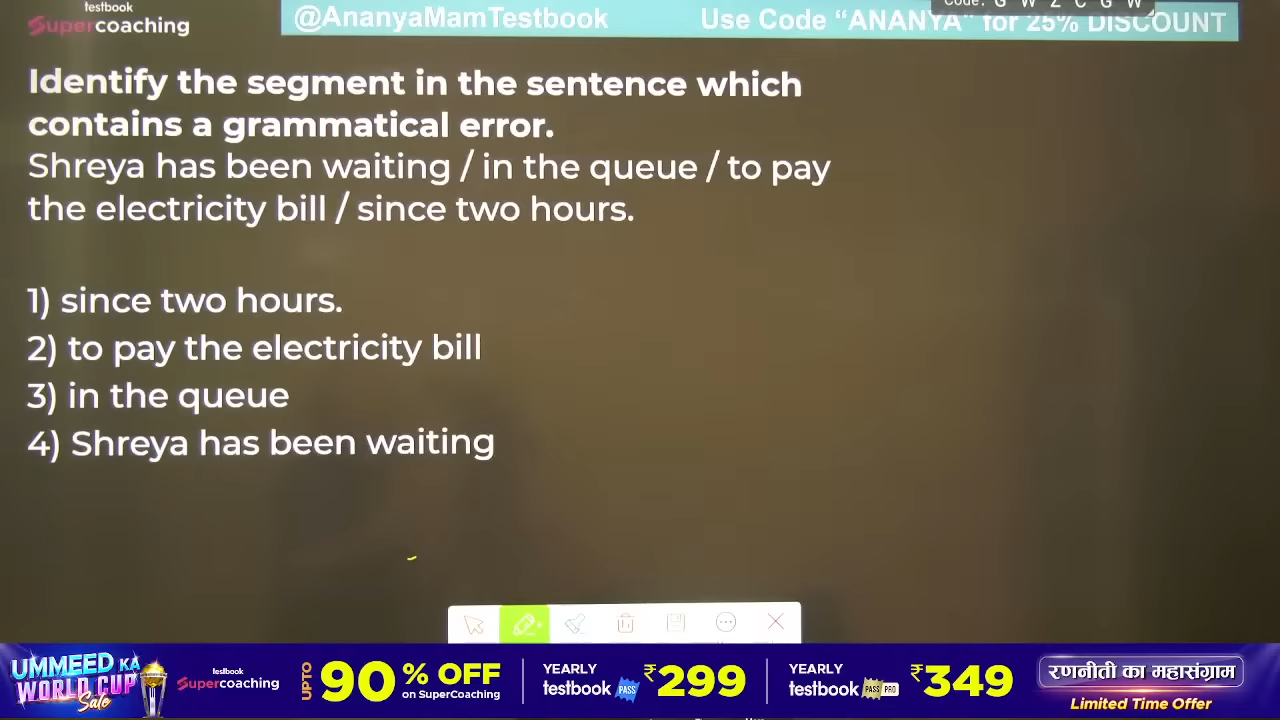 testbook
Supercoaching
@AnanyaMamTestbook
Use Code “ANANYA” for 25% DISCOUNT
Code: G W Z C G W
Identify the segment in the sentence which
contains a grammatical error.
Shreya has been waiting / in the queue / to pay
the electricity bill / since two hours.
1) since two hours.
2) to pay the electricity bill
3) in the queue
4) Shreya has been waiting
UMMEED KA
WORLD CUP
Sale
testbook
Supercoaching
UPTO
90% OFF
on SuperCoaching
YEARLY
testbook PASS
₹299
YEARLY
testbook PASS PRO
₹349
रणनीती का महासंग्राम
Limited Time Offer